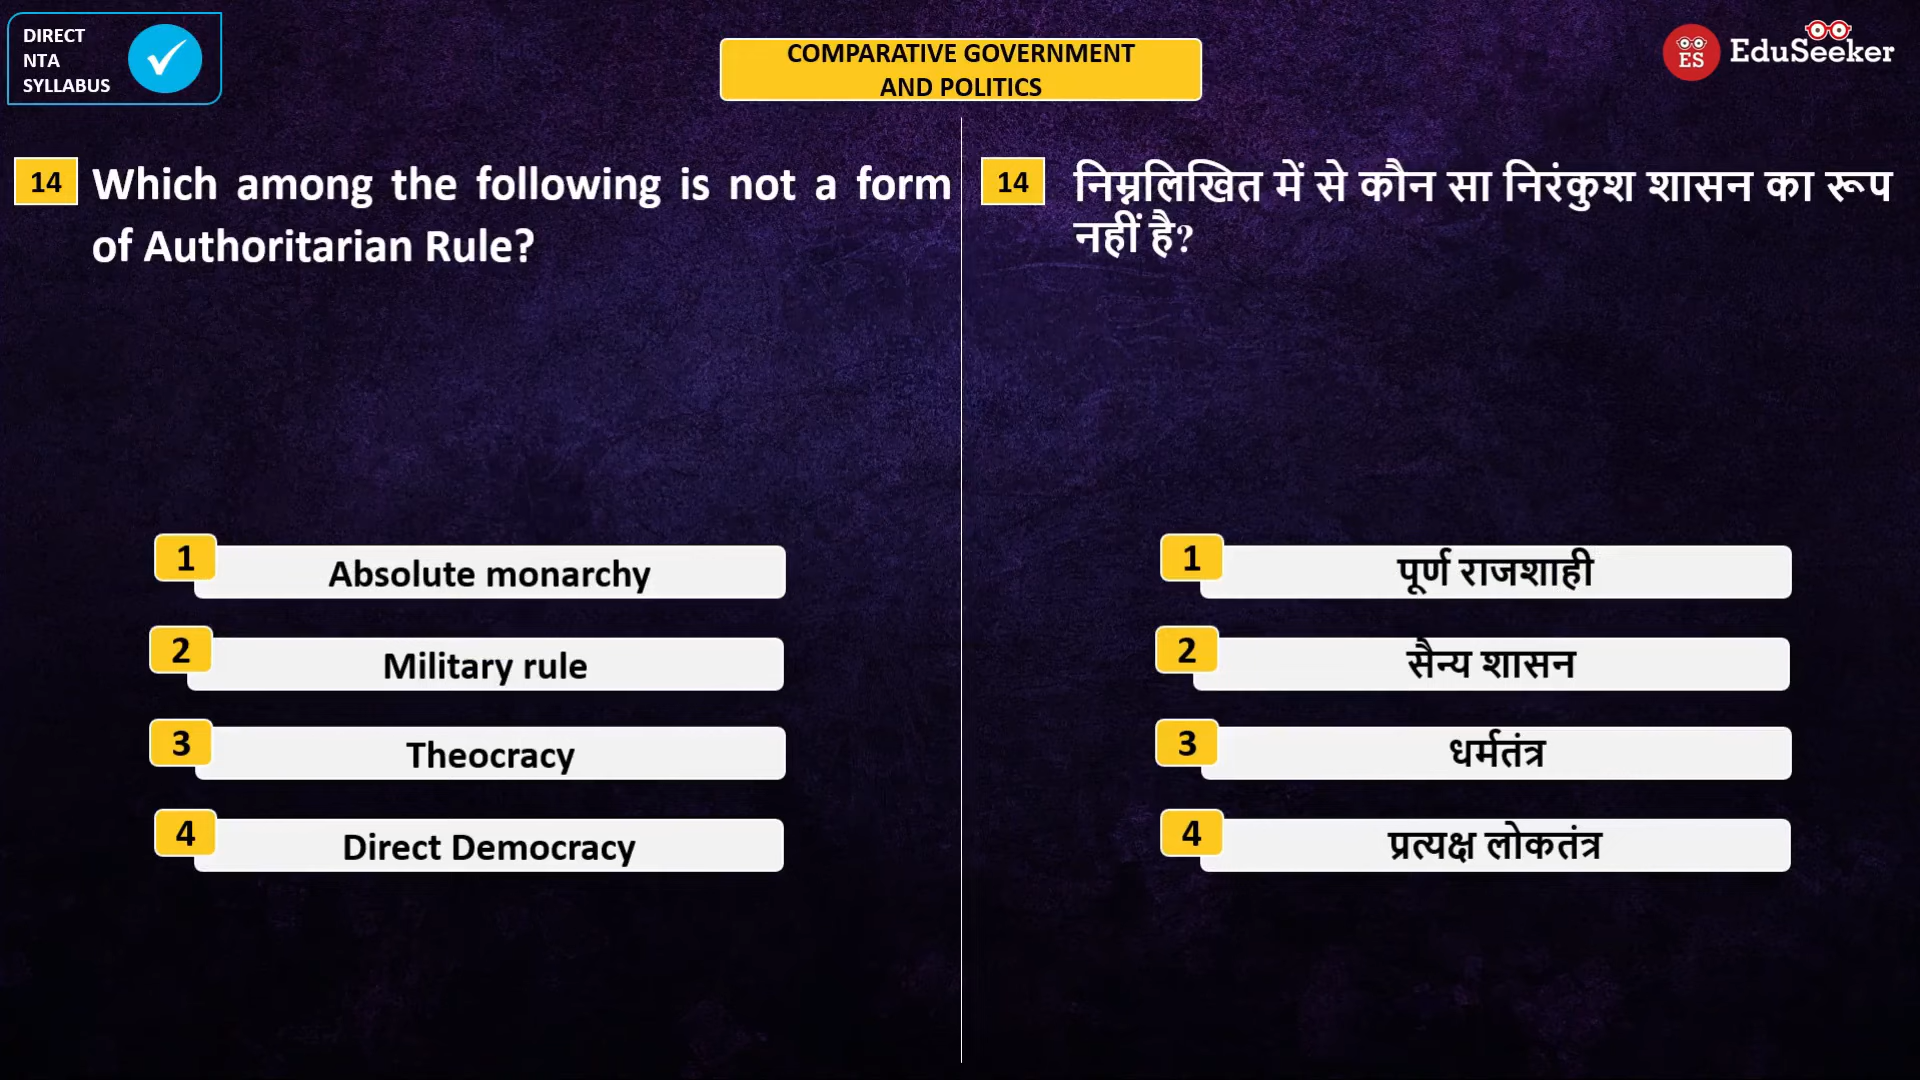 DIRECT
NTA
SYLLABUS
COMPARATIVE GOVERNMENT
AND POLITICS
ES
EduSeeker
14
Which among the following is not a form
of Authoritarian Rule?
1
Absolute monarchy
2
Military rule
3
Theocracy
4
Direct Democracy
14
निम्नलिखित में से कौन सा निरंकुश शासन का रूप
नहीं है?
1
पूर्ण राजशाही
2
सैन्य शासन
3
धर्मतंत्र
4
प्रत्यक्ष लोकतंत्र